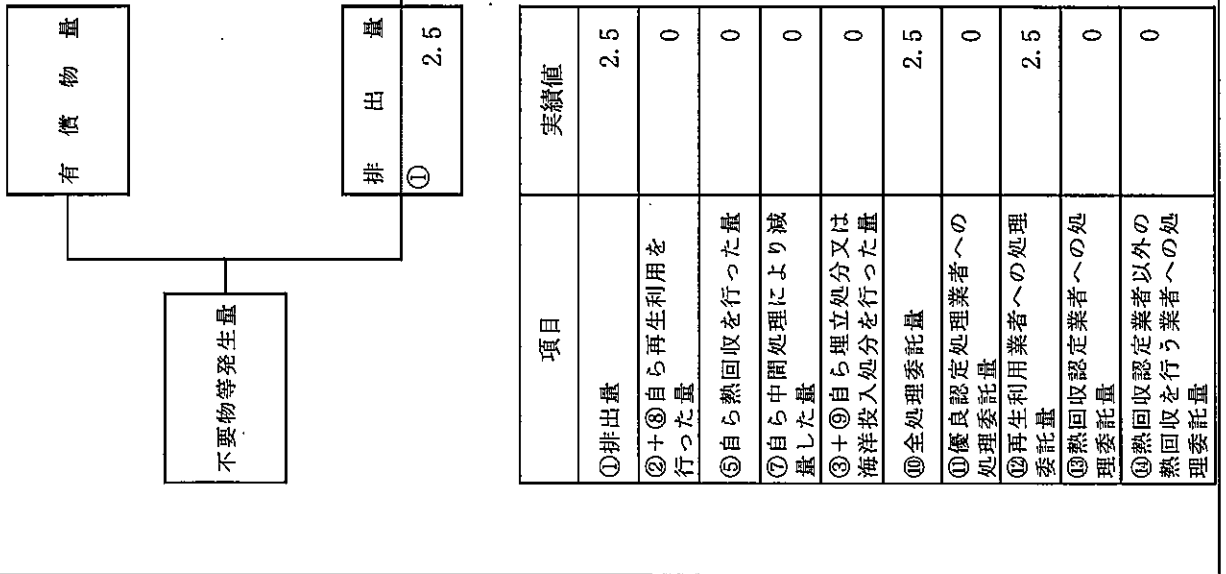 有償物量
不要物等発生量
排出量
①
2.5
項目
実績値
①排出量
2.5
②+⑧自ら再生利用を
行った量
0
⑤自ら熱回収を行った量
0
⑦自ら中間処理により減
量した量
0
③+⑨自ら埋立処分又は
海洋投入処分を行った量
0
⑩全処理委託量
2.5
⑪優良認定処理業者への
処理委託量
0
⑫再生利用業者への処理
委託量
2.5
⑬熱回収認定業者への処
理委託量
0
⑭熱回収認定業者以外の
熱回収を行う業者への処
理委託量
0